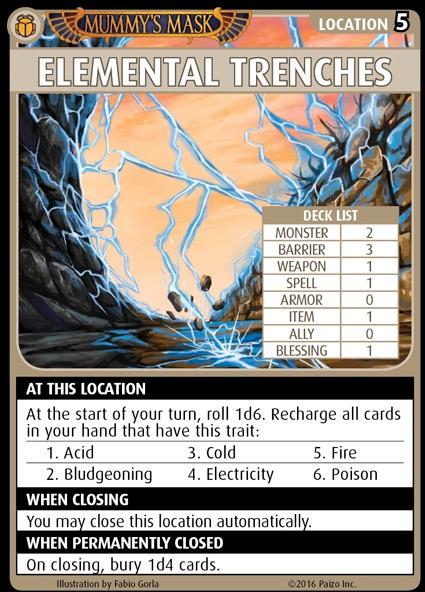 MUMMY'S MASK
LOCATION 5
ELEMENTAL TRENCHES
DECK LIST
MONSTER 2
BARRIER 3
WEAPON 1
SPELL 1
ARMOR 0
ITEM 1
ALLY 0
BLESSING 1
AT THIS LOCATION
At the start of your turn, roll 1d6. Recharge all cards
in your hand that have this trait:
1. Acid 3. Cold 5. Fire
2. Bludgeoning 4. Electricity 6. Poison
WHEN CLOSING
You may close this location automatically.
WHEN PERMANENTLY CLOSED
On closing, bury 1d4 cards.
Illustration by Fabio Gorla ©2016 Paizo Inc.